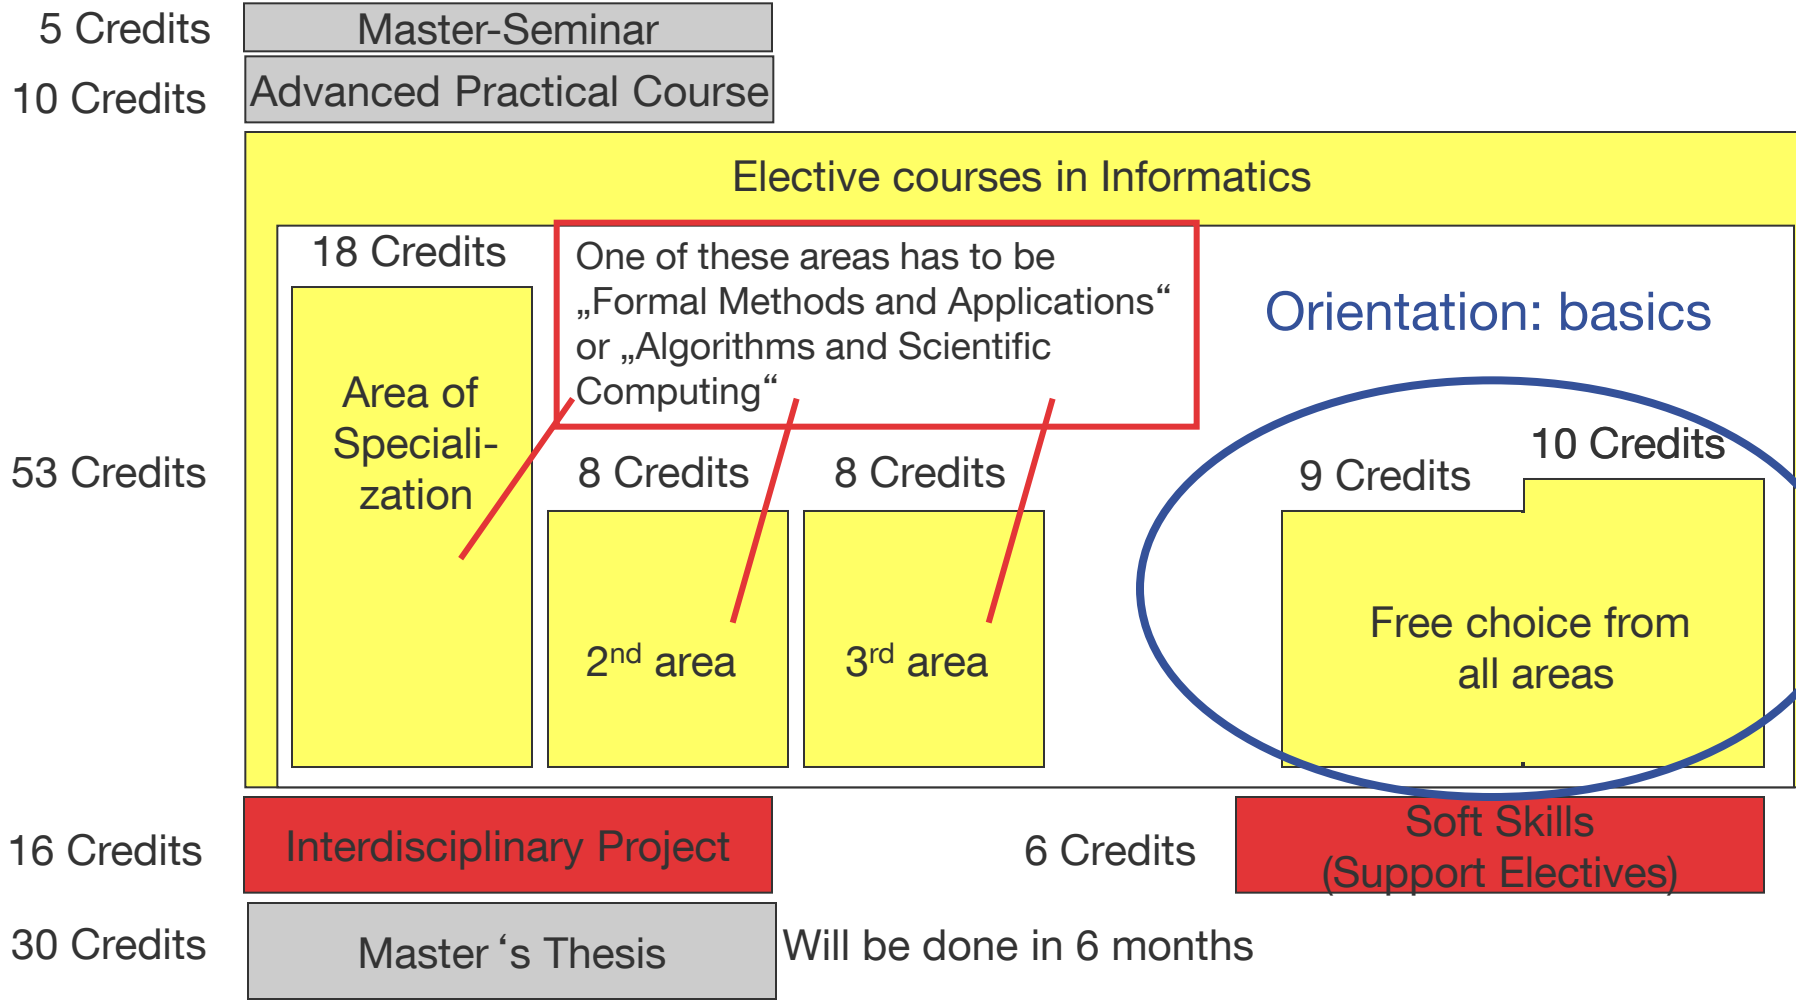 5 Credits
Master-Seminar
10 Credits
Advanced Practical Course
Elective courses in Informatics
53 Credits
18 Credits
Area of
Speciali-
zation
One of these areas has to be
„Formal Methods and Applications“
or „Algorithms and Scientific
Computing“
8 Credits
2nd area
8 Credits
3rd area
Orientation: basics
9 Credits
10 Credits
Free choice from
all areas
16 Credits
Interdisciplinary Project
6 Credits
Soft Skills
(Support Electives)
30 Credits
Master‘s Thesis
Will be done in 6 months